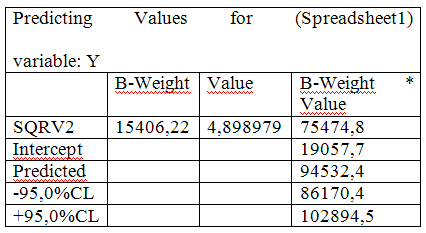 Predicting Values for (Spreadsheet1)
variable: Y
B-Weight Value B-Weight *
Value
SQRV2 15406,22 4,898979 75474,8
Intercept 19057,7
Predicted 94532,4
-95,0%CL 86170,4
+95,0%CL 102894,5